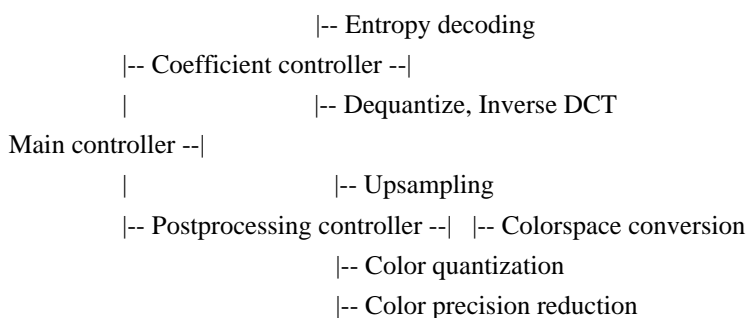 |-- Entropy decoding
|-- Coefficient controller --|
| |-- Dequantize, Inverse DCT
Main controller --|
| |-- Upsampling
|-- Postprocessing controller --| |-- Colorspace conversion
|-- Color quantization
|-- Color precision reduction